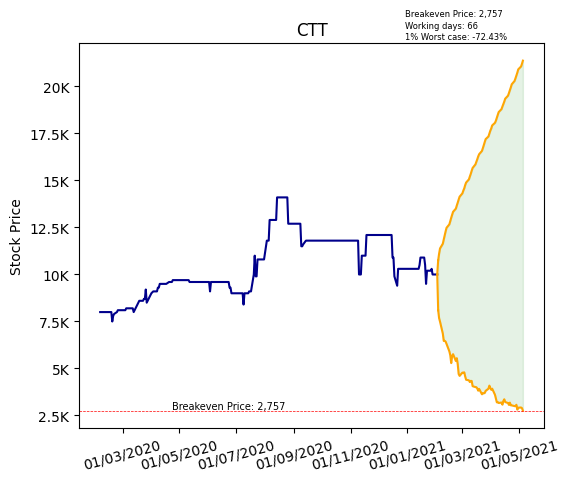 Breakeven Price: 2,757
Working days: 66
1% Worst case: -72.43%
CTT
Stock Price
20K
17.5K
15K
12.5K
10K
7.5K
5K
2.5K
Breakeven Price: 2,757
01/03/2020
01/05/2021
01/07/2020
01/09/2020
01/11/2020
01/01/2021
01/03/2021
01/05/2021